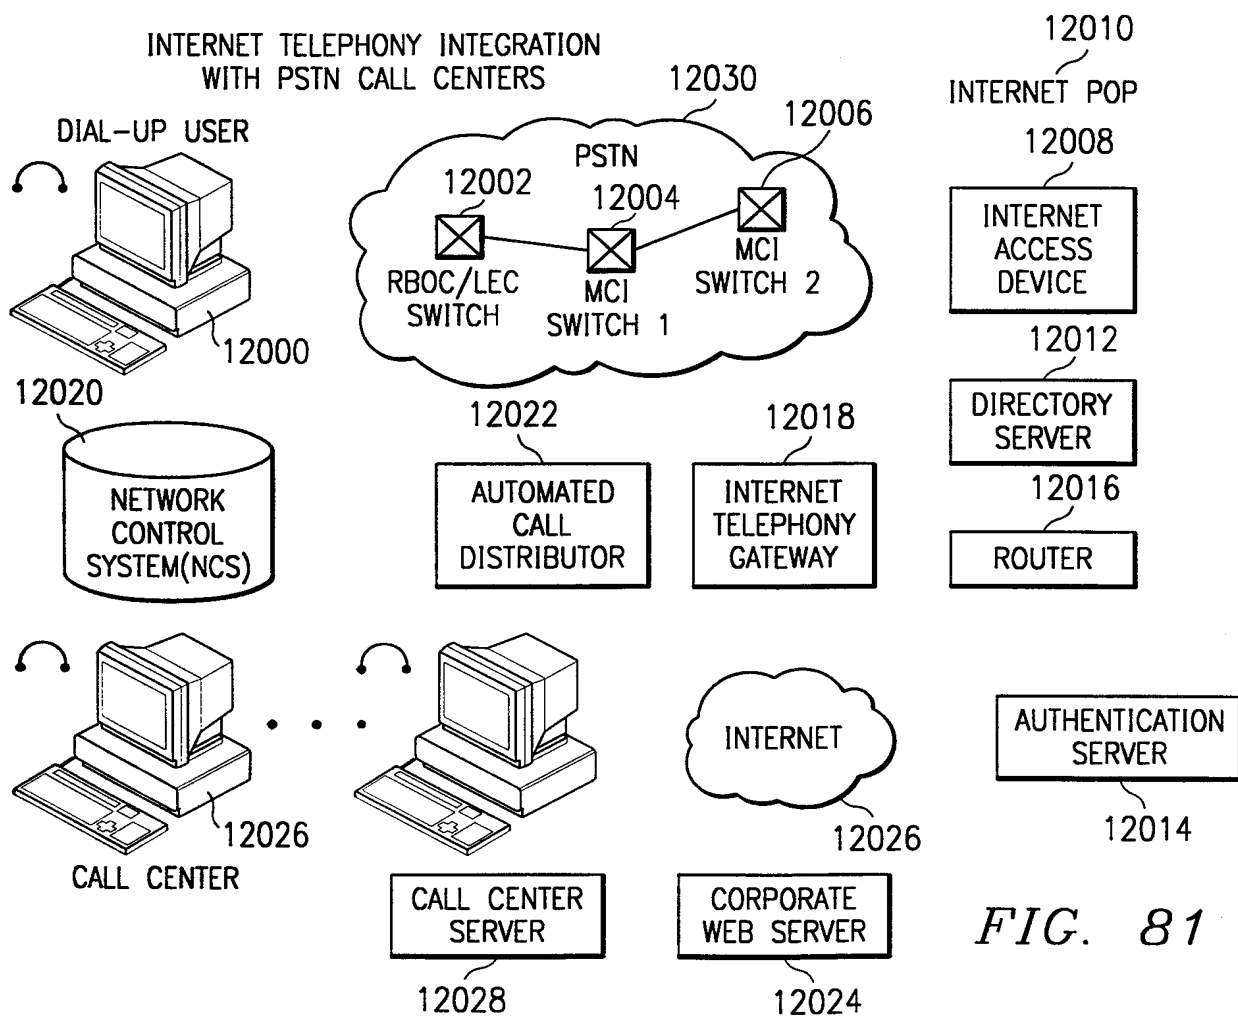 INTERNET TELEPHONY INTEGRATION
WITH PSTN CALL CENTERS
12010
INTERNET POP
DIAL-UP USER
12000
12030
PSTN
12002
RBOC/LEC
SWITCH
12004
MCI
SWITCH 1
12006
MCI
SWITCH 2
12008
INTERNET
ACCESS
DEVICE
12012
DIRECTORY
SERVER
12020
NETWORK
CONTROL
SYSTEM(NCS)
12022
AUTOMATED
CALL
DISTRIBUTOR
12018
INTERNET
TELEPHONY
GATEWAY
12016
ROUTER
12026
CALL CENTER
INTERNET
12026
AUTHENTICATION
SERVER
12014
CALL CENTER
SERVER
12028
CORPORATE
WEB SERVER
12024
FIG. 81